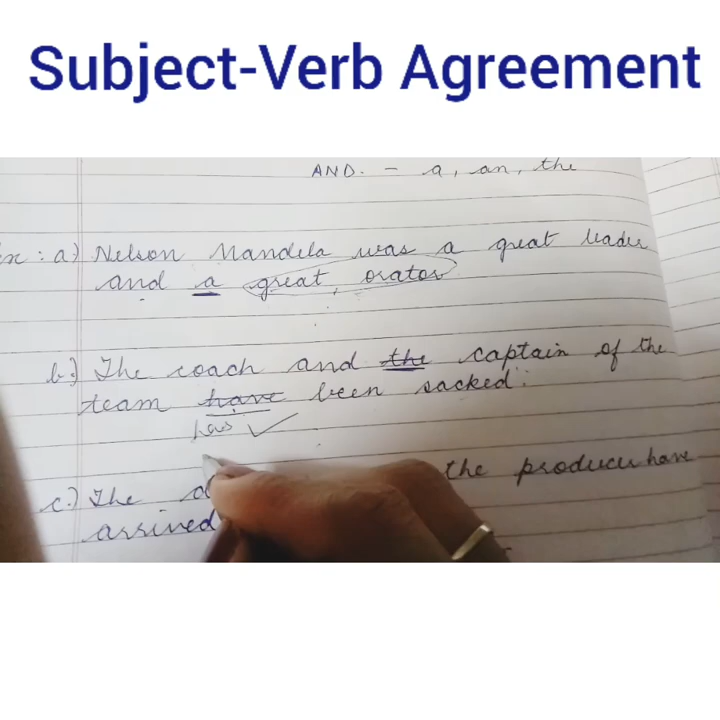 Subject-Verb Agreement
AND. - a, an, the
a) Nelson Mandela was a great leader
and a great, orator
b) The coach and the captain of the
team have been sacked.
has ✓
c.) The the producer have
arrived